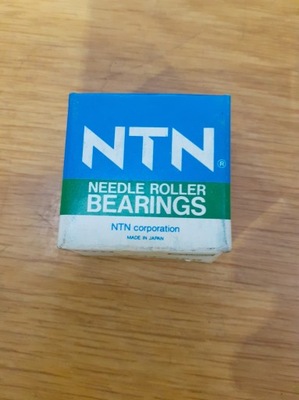 NTN®
NEEDLE ROLLER
BEARINGS
NTN corporation
MADE IN JAPAN